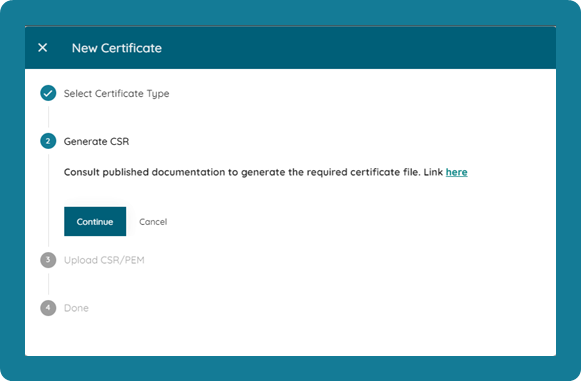 New Certificate
Select Certificate Type
2 Generate CSR
Consult published documentation to generate the required certificate file. Link here
Continue Cancel
3 Upload CSR/PEM
4 Done